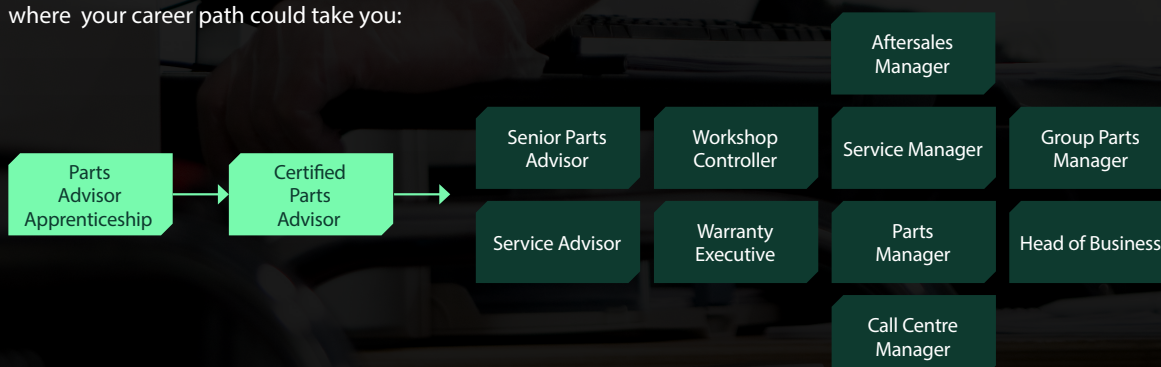 where your career path could take you:
Aftersales
Manager
Senior Parts
Advisor
Workshop
Controller
Service Manager
Group Parts
Manager
Parts
Advisor
Apprenticeship
Certified
Parts
Advisor
Service Advisor
Warranty
Executive
Parts
Manager
Head of Business
Call Centre
Manager